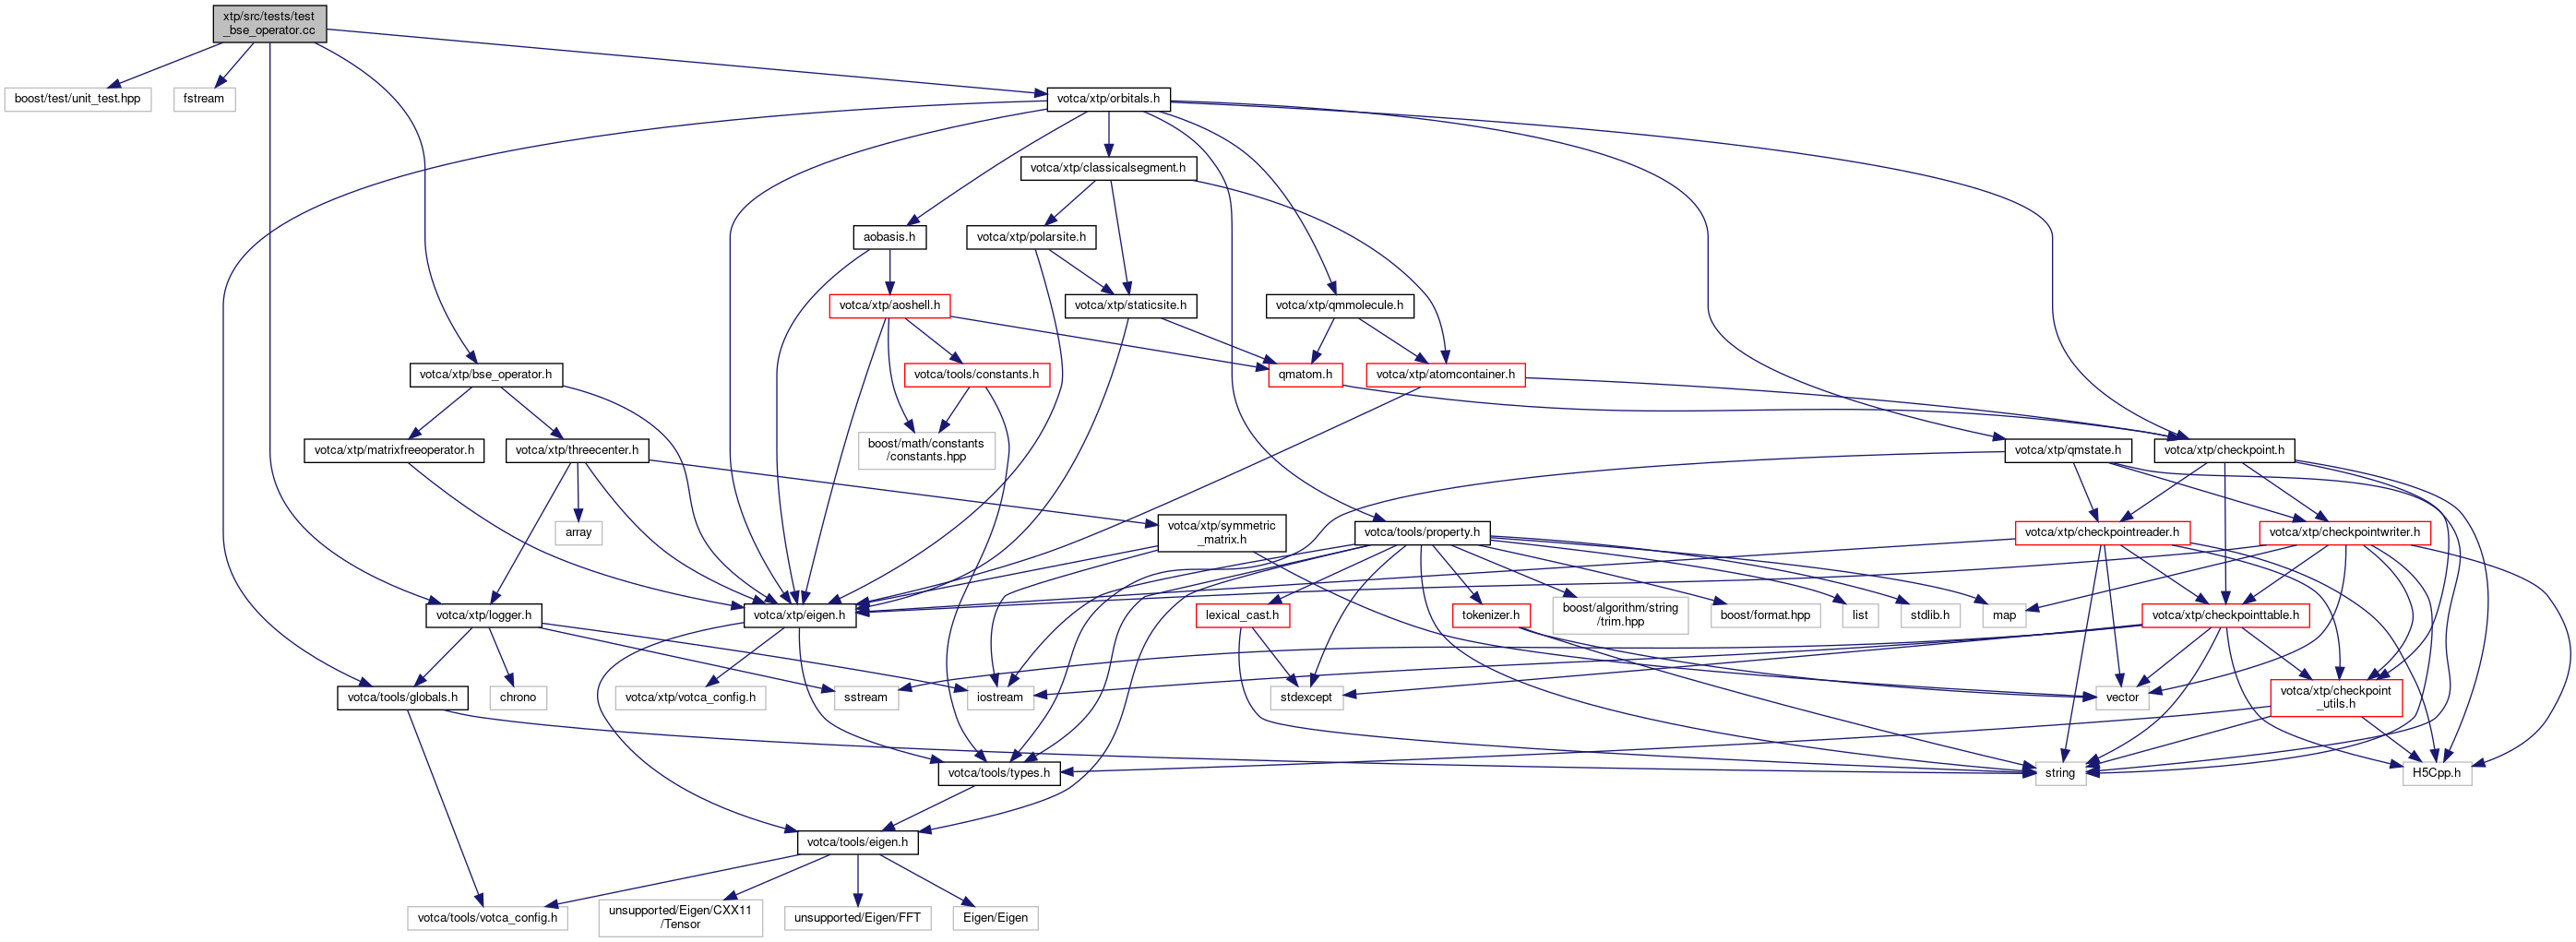 xtp/src/tests/test
_bse_operator.cc
boost/test/unit_test.hpp
fstream
votca/xtp/orbitals.h
votca/xtp/classicalsegment.h
aobasis.h
votca/xtp/polarsite.h
votca/xtp/aoshell.h
votca/xtp/staticsite.h
votca/xtp/qmmolecule.h
votca/xtp/bse_operator.h
votca/tools/constants.h
qmatom.h
votca/xtp/atomcontainer.h
votca/xtp/matrixfreeoperator.h
votca/xtp/threecenter.h
boost/math/constants
/constants.hpp
votca/xtp/qmstate.h
votca/xtp/checkpoint.h
array
votca/xtp/symmetric
_matrix.h
votca/tools/property.h
votca/xtp/checkpointreader.h
votca/xtp/checkpointwriter.h
votca/xtp/logger.h
votca/xtp/eigen.h
lexical_cast.h
tokenizer.h
boost/algorithm/string
/trim.hpp
boost/format.hpp
list
stdlib.h
map
votca/xtp/checkpointtable.h
votca/tools/globals.h
chrono
votca/xtp/votca_config.h
sstream
iostream
stdexcept
vector
votca/xtp/checkpoint
_utils.h
votca/tools/types.h
string
H5Cpp.h
votca/tools/eigen.h
votca/tools/votca_config.h
unsupported/Eigen/CXX11
/Tensor
unsupported/Eigen/FFT
Eigen/Eigen